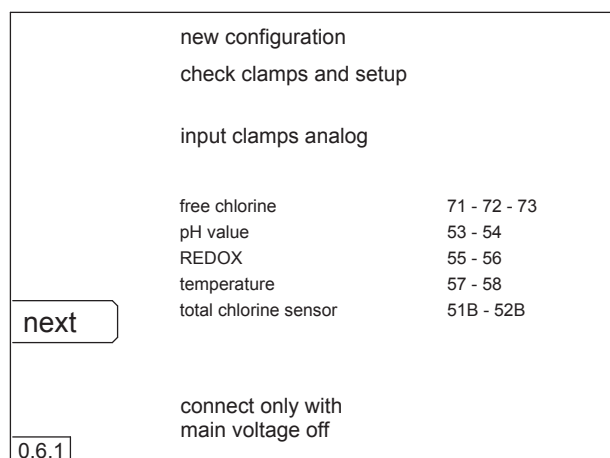 new configuration
check clamps and setup
input clamps analog
free chlorine 71 - 72 - 73
pH value 53 - 54
REDOX 55 - 56
temperature 57 - 58
total chlorine sensor 51B - 52B
next
connect only with
main voltage off
0.6.1